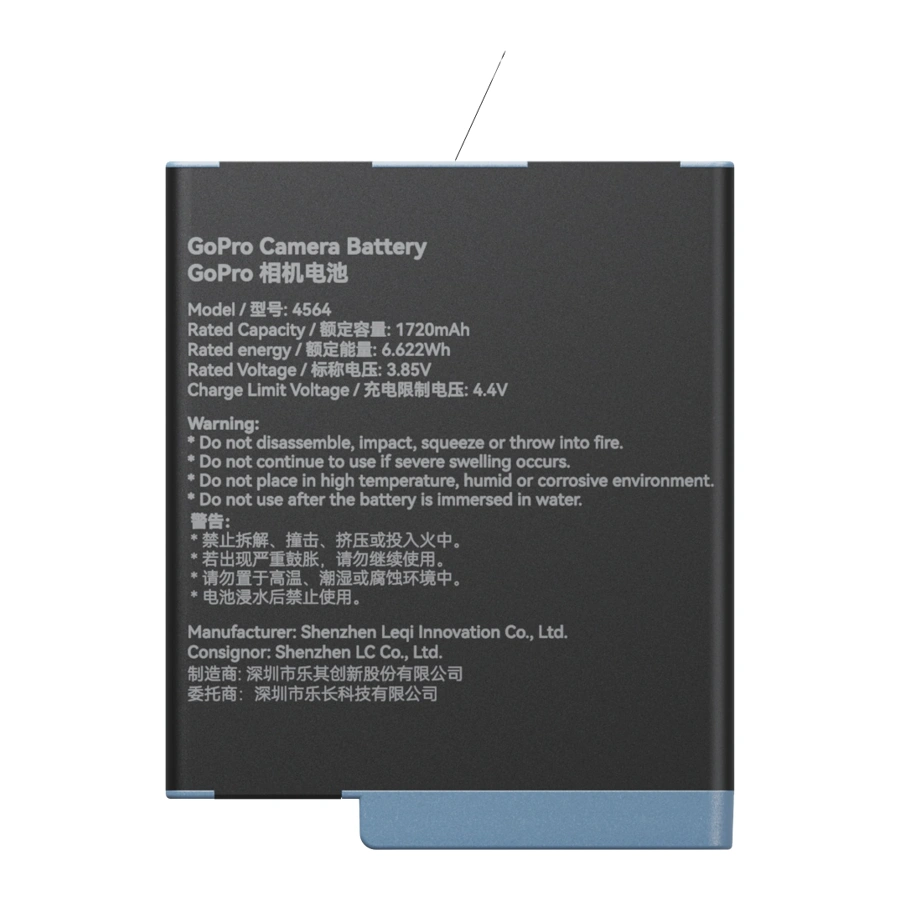 GoPro Camera Battery
GoPro 相机电池
Model / 型号: 4564
Rated Capacity / 额定容量: 1720mAh
Rated energy / 额定能量: 6.622Wh
Rated Voltage / 标称电压: 3.85V
Charge Limit Voltage / 充电限制电压: 4.4V
Warning:
* Do not disassemble, impact, squeeze or throw into fire.
* Do not continue to use if severe swelling occurs.
* Do not place in high temperature, humid or corrosive environment.
* Do not use after the battery is immersed in water.
警告:
* 禁止拆解、撞击、挤压或投入火中。
* 若出现严重鼓胀，请勿继续使用。
* 请勿置于高温、潮湿或腐蚀环境中。
* 电池浸水后禁止使用。
Manufacturer: Shenzhen Leqi Innovation Co., Ltd.
Consignor: Shenzhen LC Co., Ltd.
制造商: 深圳市乐其创新股份有限公司
委托商：深圳市乐长科技有限公司